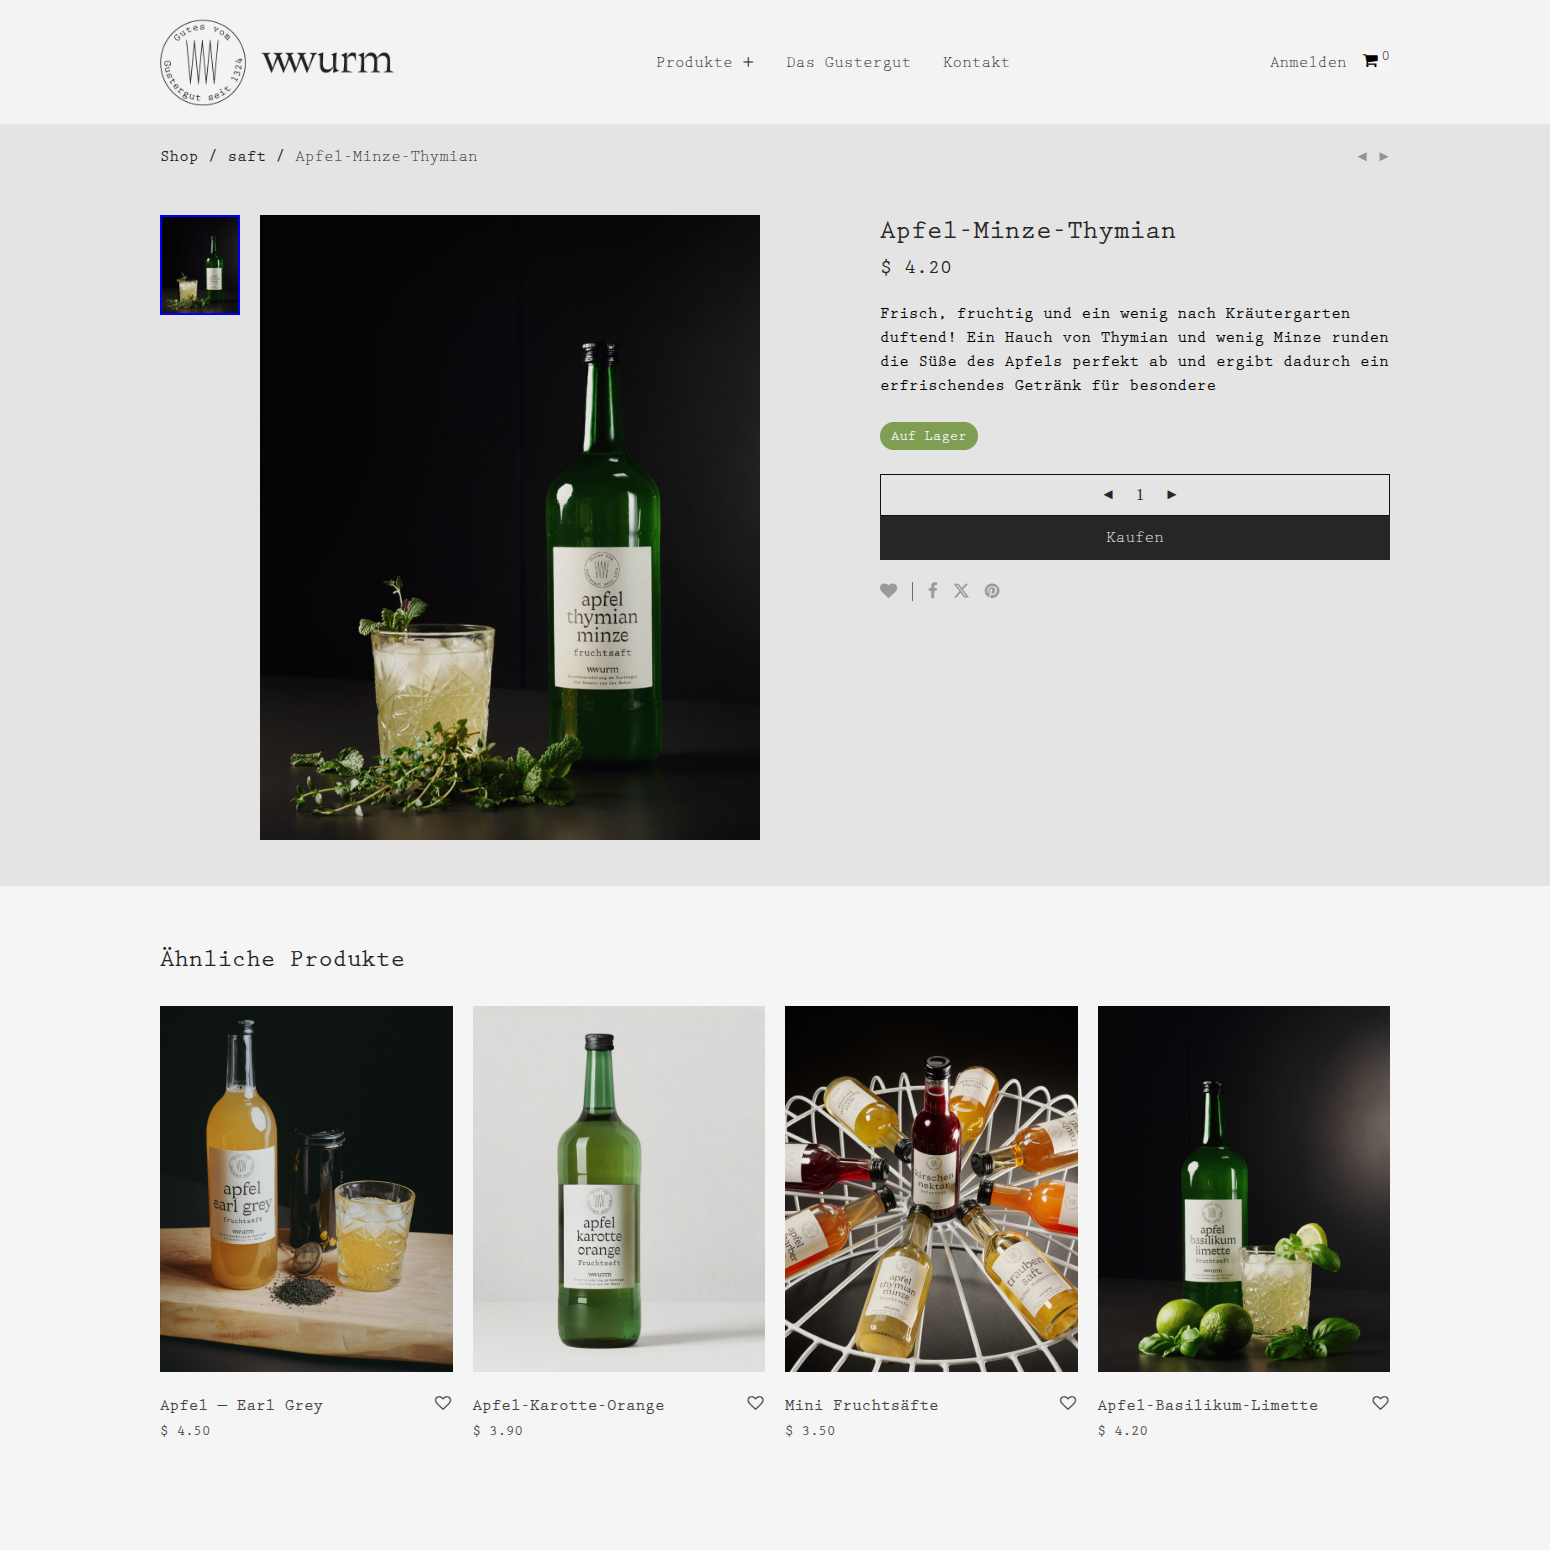 Gutes vom
Gustergut seit 1324
wwurm
Produkte +
Das Gustergut
Kontakt
Anmelden
0
Shop / saft / Apfel-Minze-Thymian
apfel
thymian
minze
fruchtsaft
wwurm
Apfel-Minze-Thymian
$ 4.20
Frisch, fruchtig und ein wenig nach Kräutergarten
duftend! Ein Hauch von Thymian und wenig Minze runden
die Süße des Apfels perfekt ab und ergibt dadurch ein
erfrischendes Getränk für besondere
Auf Lager
1
Kaufen
Ähnliche Produkte
apfel
earl grey
fruchtsaft
wwurm
apfel
karotte
orange
Fruchtsaft
wwurm
kirschen
nektar
apfel
thymian
minze
trauben
saft
apfel
basilikum
limette
Fruchtsaft
wwurm
Apfel – Earl Grey
$ 4.50
Apfel-Karotte-Orange
$ 3.90
Mini Fruchtsäfte
$ 3.50
Apfel-Basilikum-Limette
$ 4.20